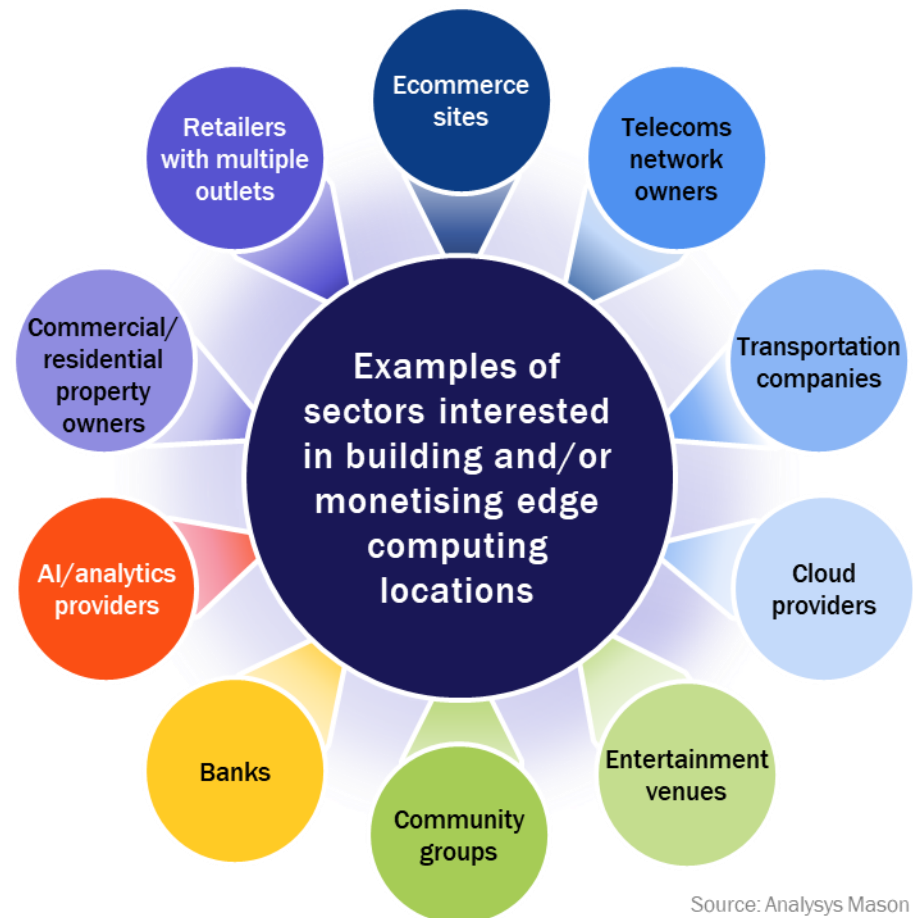 Ecommerce
sites
Telecoms
network
owners
Transportation
companies
Cloud
providers
Entertainment
venues
Community
groups
Banks
AI/analytics
providers
Commercial/
residential
property
owners
Retailers
with multiple
outlets
Examples of
sectors interested
in building and/or
monetising edge
computing
locations
Source: Analysys Mason